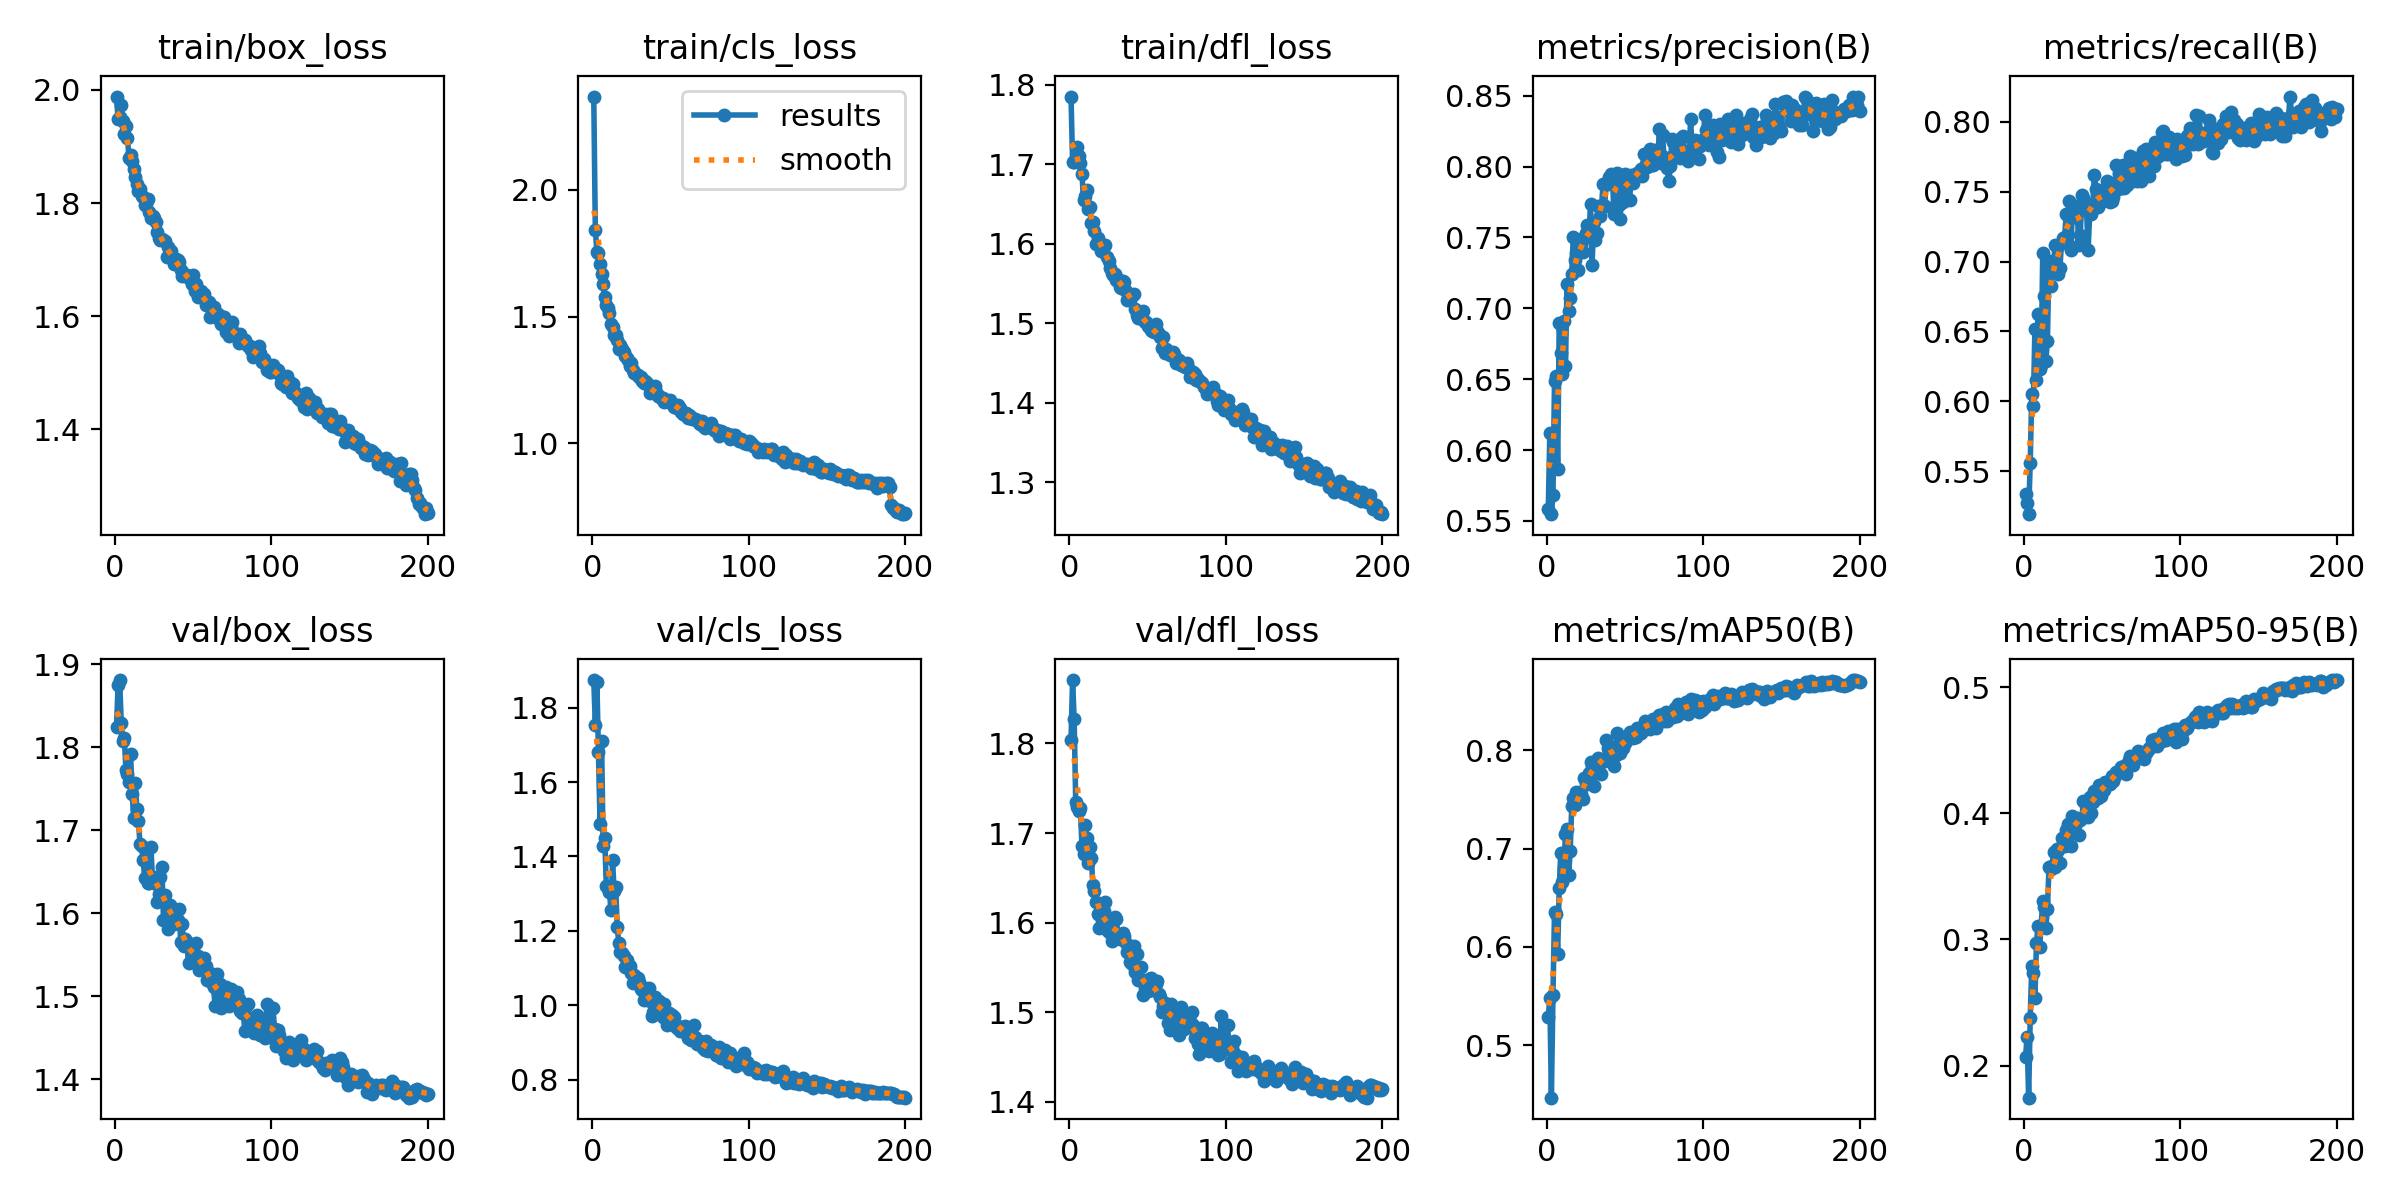 train/box_loss
2.0
1.8
1.6
1.4
0 100 200
train/cls_loss
results
smooth
2.0
1.5
1.0
0 100 200
train/dfl_loss
1.8
1.7
1.6
1.5
1.4
1.3
0 100 200
metrics/precision(B)
0.85
0.80
0.75
0.70
0.65
0.60
0.55
0 100 200
metrics/recall(B)
0.80
0.75
0.70
0.65
0.60
0.55
0 100 200
val/box_loss
1.9
1.8
1.7
1.6
1.5
1.4
0 100 200
val/cls_loss
1.8
1.6
1.4
1.2
1.0
0.8
0 100 200
val/dfl_loss
1.8
1.7
1.6
1.5
1.4
0 100 200
metrics/mAP50(B)
0.8
0.7
0.6
0.5
0 100 200
metrics/mAP50-95(B)
0.5
0.4
0.3
0.2
0 100 200